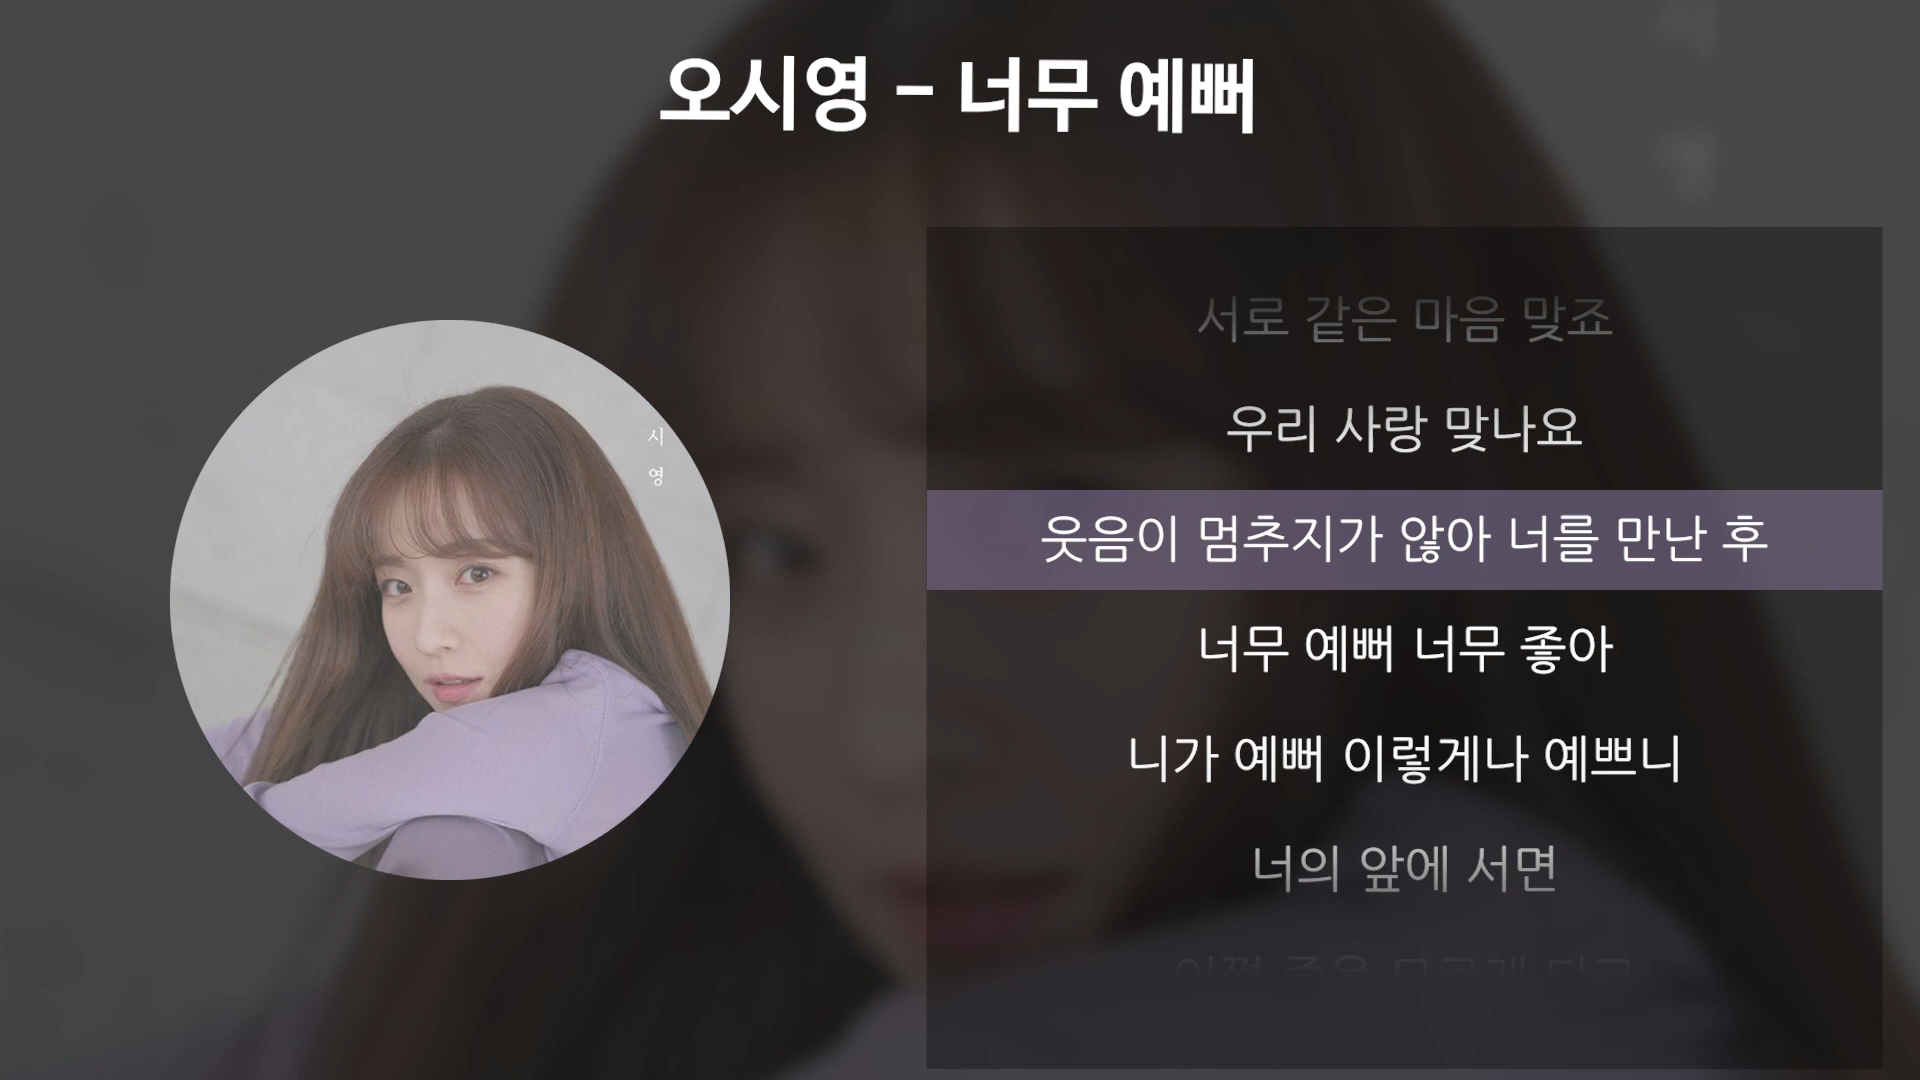 오시영 - 너무 예뻐
시
영
서로 같은 마음 맞죠
우리 사랑 맞나요
웃음이 멈추지가 않아 너를 만난 후
너무 예뻐 너무 좋아
니가 예뻐 이렇게나 예쁘니
너의 앞에 서면